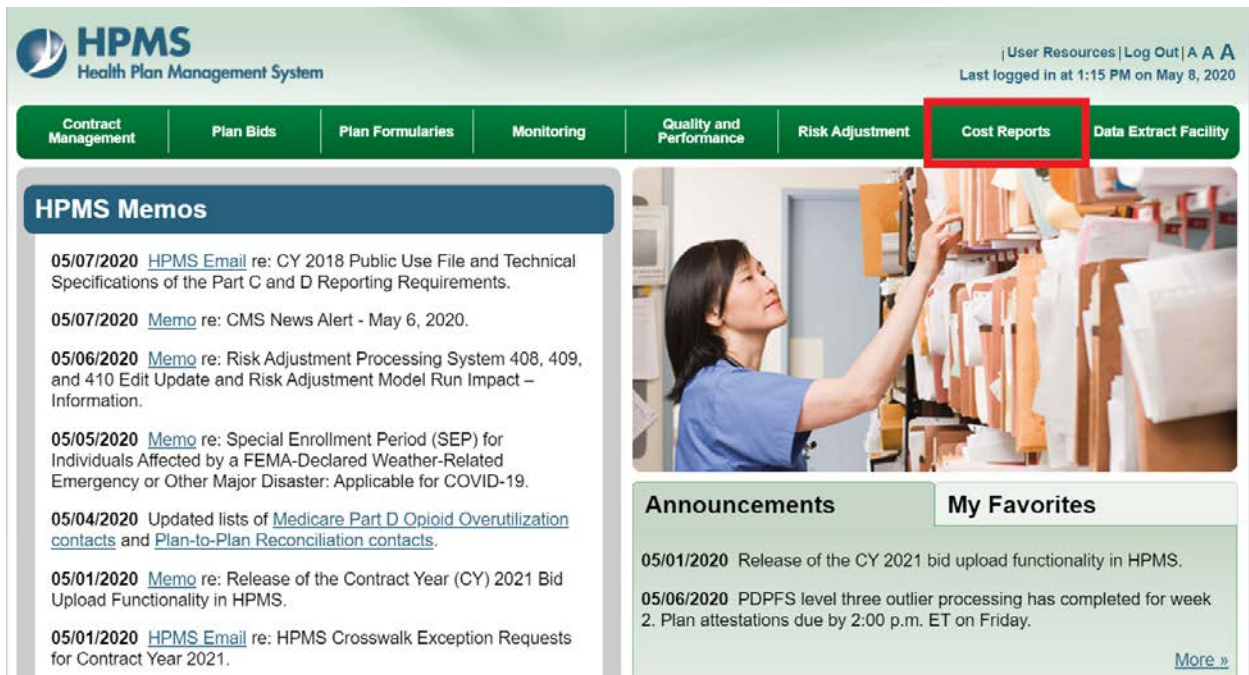 HPMS
Health Plan Management System
| User Resources | Log Out | A A A
Last logged in at 1:15 PM on May 8, 2020
Contract
Management
Plan Bids
Plan Formularies
Monitoring
Quality and
Performance
Risk Adjustment
Cost Reports
Data Extract Facility
HPMS Memos
05/07/2020 HPMS Email re: CY 2018 Public Use File and Technical
Specifications of the Part C and D Reporting Requirements.
05/07/2020 Memo re: CMS News Alert - May 6, 2020.
05/06/2020 Memo re: Risk Adjustment Processing System 408, 409,
and 410 Edit Update and Risk Adjustment Model Run Impact –
Information.
05/05/2020 Memo re: Special Enrollment Period (SEP) for
Individuals Affected by a FEMA-Declared Weather-Related
Emergency or Other Major Disaster: Applicable for COVID-19.
05/04/2020 Updated lists of Medicare Part D Opioid Overutilization
contacts and Plan-to-Plan Reconciliation contacts.
05/01/2020 Memo re: Release of the Contract Year (CY) 2021 Bid
Upload Functionality in HPMS.
05/01/2020 HPMS Email re: HPMS Crosswalk Exception Requests
for Contract Year 2021.
Announcements
My Favorites
05/01/2020 Release of the CY 2021 bid upload functionality in HPMS.
05/06/2020 PDPFS level three outlier processing has completed for week
2. Plan attestations due by 2:00 p.m. ET on Friday.
More »